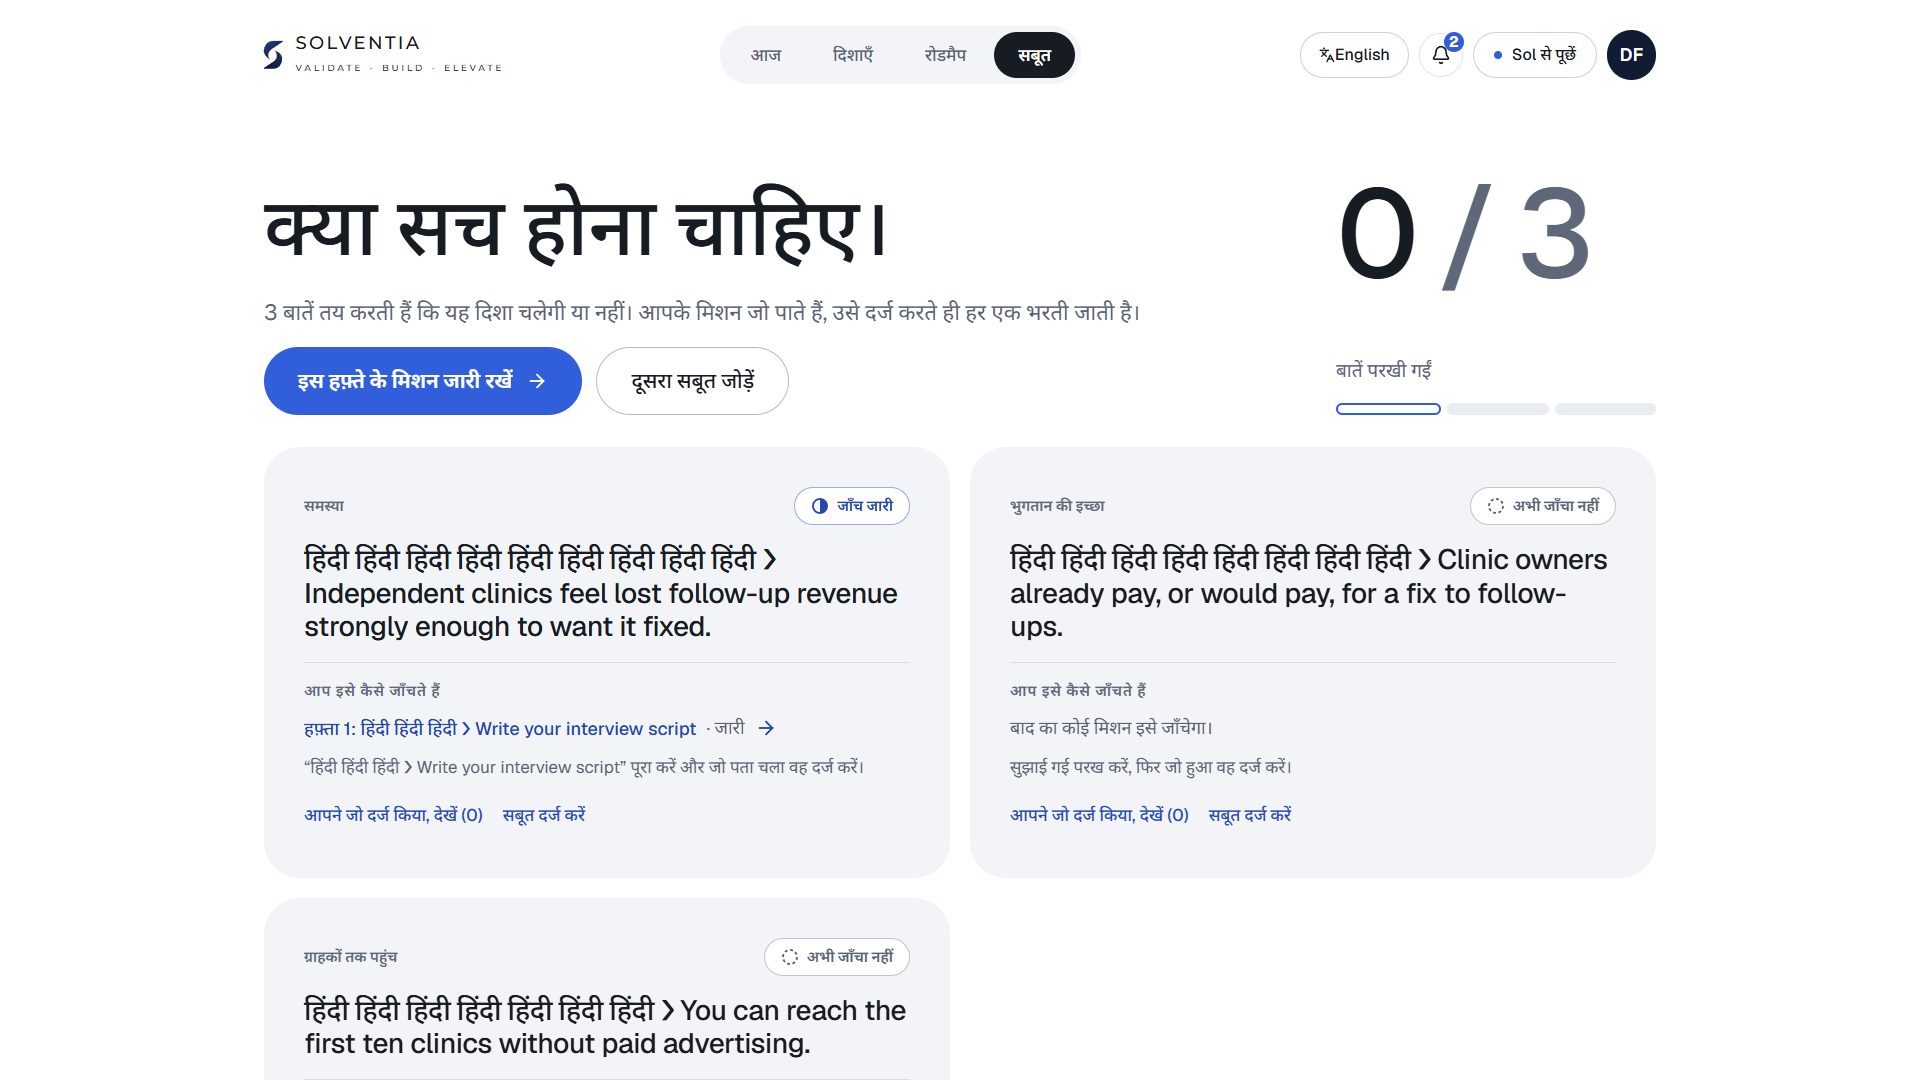 SOLVENTIA
VALIDATE · BUILD · ELEVATE
आज
दिशाएँ
रोडमैप
सबूत
English
2
Sol से पूछें
DF
क्या सच होना चाहिए।
3 बातें तय करती हैं कि यह दिशा चलेगी या नहीं। आपके मिशन जो पाते हैं, उसे दर्ज करते ही हर एक भरती जाती है।
इस हफ़्ते के मिशन जारी रखें →
दूसरा सबूत जोड़ें
0 / 3
बातें परखी गईं
समस्या
जाँच जारी
हिंदी हिंदी हिंदी हिंदी हिंदी हिंदी हिंदी हिंदी हिंदी ❯
Independent clinics feel lost follow-up revenue
strongly enough to want it fixed.
आप इसे कैसे जाँचते हैं
हफ़्ता 1: हिंदी हिंदी हिंदी ❯ Write your interview script · जारी →
“हिंदी हिंदी हिंदी ❯ Write your interview script” पूरा करें और जो पता चला वह दर्ज करें।
आपने जो दर्ज किया, देखें (0)
सबूत दर्ज करें
भुगतान की इच्छा
अभी जाँचा नहीं
हिंदी हिंदी हिंदी हिंदी हिंदी हिंदी हिंदी हिंदी ❯ Clinic owners
already pay, or would pay, for a fix to follow-
ups.
आप इसे कैसे जाँचते हैं
बाद का कोई मिशन इसे जाँचेगा।
सुझाई गई परख करें, फिर जो हुआ वह दर्ज करें।
आपने जो दर्ज किया, देखें (0)
सबूत दर्ज करें
ग्राहकों तक पहुंच
अभी जाँचा नहीं
हिंदी हिंदी हिंदी हिंदी हिंदी हिंदी हिंदी ❯ You can reach the
first ten clinics without paid advertising.